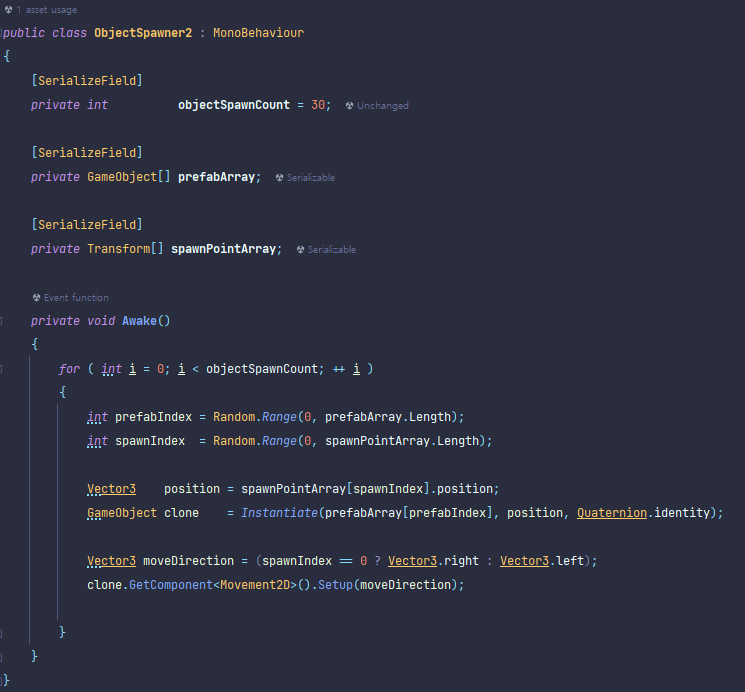 1 asset usage
public class ObjectSpawner2 : MonoBehaviour
{
[SerializeField]
private int objectSpawnCount = 30; Unchanged
[SerializeField]
private GameObject[] prefabArray; Serializable
[SerializeField]
private Transform[] spawnPointArray; Serializable
Event function
private void Awake()
{
for ( int i = 0; i < objectSpawnCount; ++ i )
{
int prefabIndex = Random.Range(0, prefabArray.Length);
int spawnIndex = Random.Range(0, spawnPointArray.Length);
Vector3 position = spawnPointArray[spawnIndex].position;
GameObject clone = Instantiate(prefabArray[prefabIndex], position, Quaternion.identity);
Vector3 moveDirection = (spawnIndex == 0 ? Vector3.right : Vector3.left);
clone.GetComponent<Movement2D>().Setup(moveDirection);
}
}
}